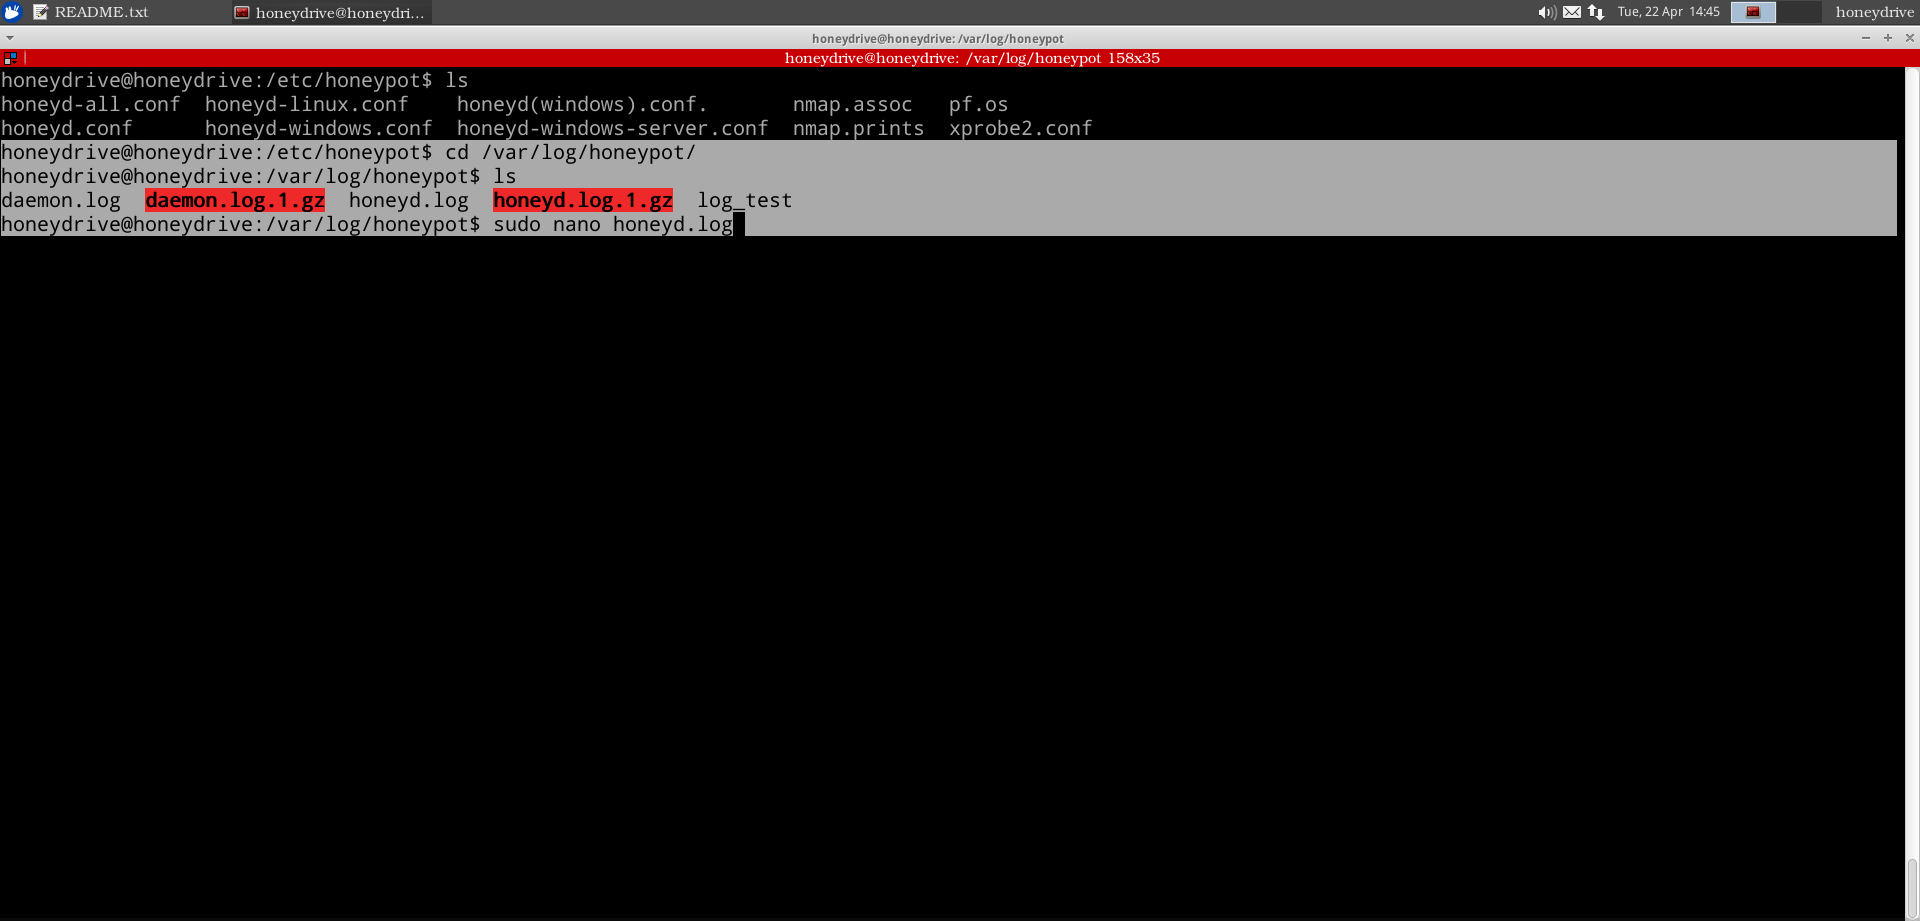 README.txt honeydrive@honeydri... Tue, 22 Apr 14:45 honeydrive
honeydrive@honeydrive: /var/log/honeypot
honeydrive@honeydrive: /var/log/honeypot 158x35
honeydrive@honeydrive:/etc/honeypot$ ls
honeyd-all.conf  honeyd-linux.conf    honeyd(windows).conf.       nmap.assoc   pf.os
honeyd.conf      honeyd-windows.conf  honeyd-windows-server.conf  nmap.prints  xprobe2.conf
honeydrive@honeydrive:/etc/honeypot$ cd /var/log/honeypot/
honeydrive@honeydrive:/var/log/honeypot$ ls
daemon.log  daemon.log.1.gz  honeyd.log  honeyd.log.1.gz  log_test
honeydrive@honeydrive:/var/log/honeypot$ sudo nano honeyd.log